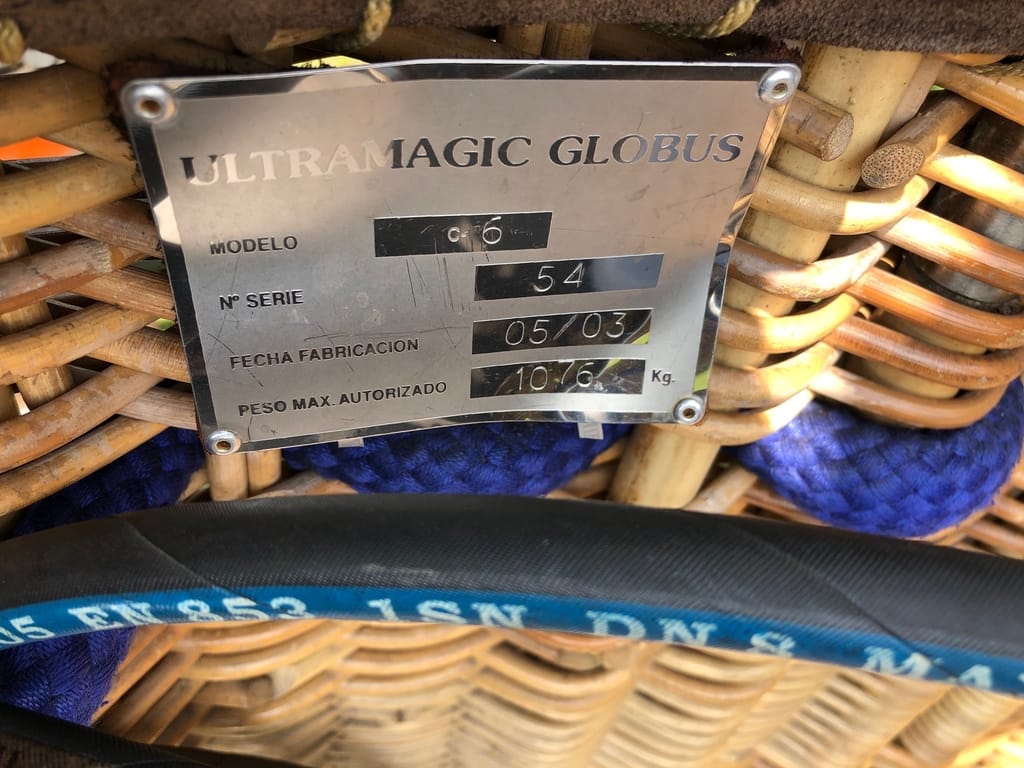 ULTRAMAGIC GLOBUS
MODELO c-6
Nº SERIE 54
FECHA FABRICACION 05/03/
PESO MAX. AUTORIZADO 1076 Kg.
EN 853 1SN DN 8